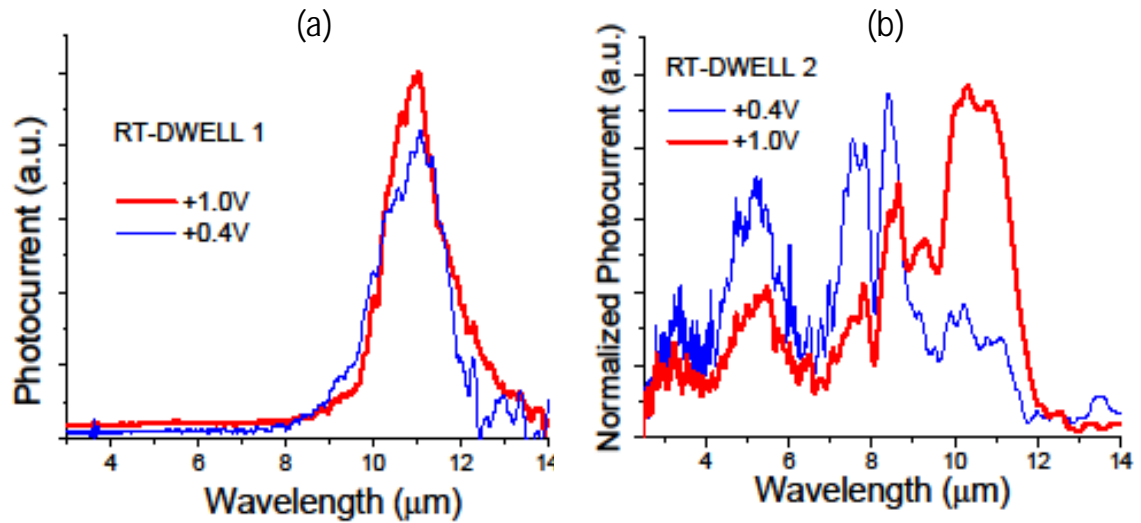 (a)
Photocurrent (a.u.)
RT-DWELL 1
+1.0V
+0.4V
4 6 8 10 12 14
Wavelength (μm)
(b)
Normalized Photocurrent (a.u.)
RT-DWELL 2
+0.4V
+1.0V
4 6 8 10 12 14
Wavelength (μm)